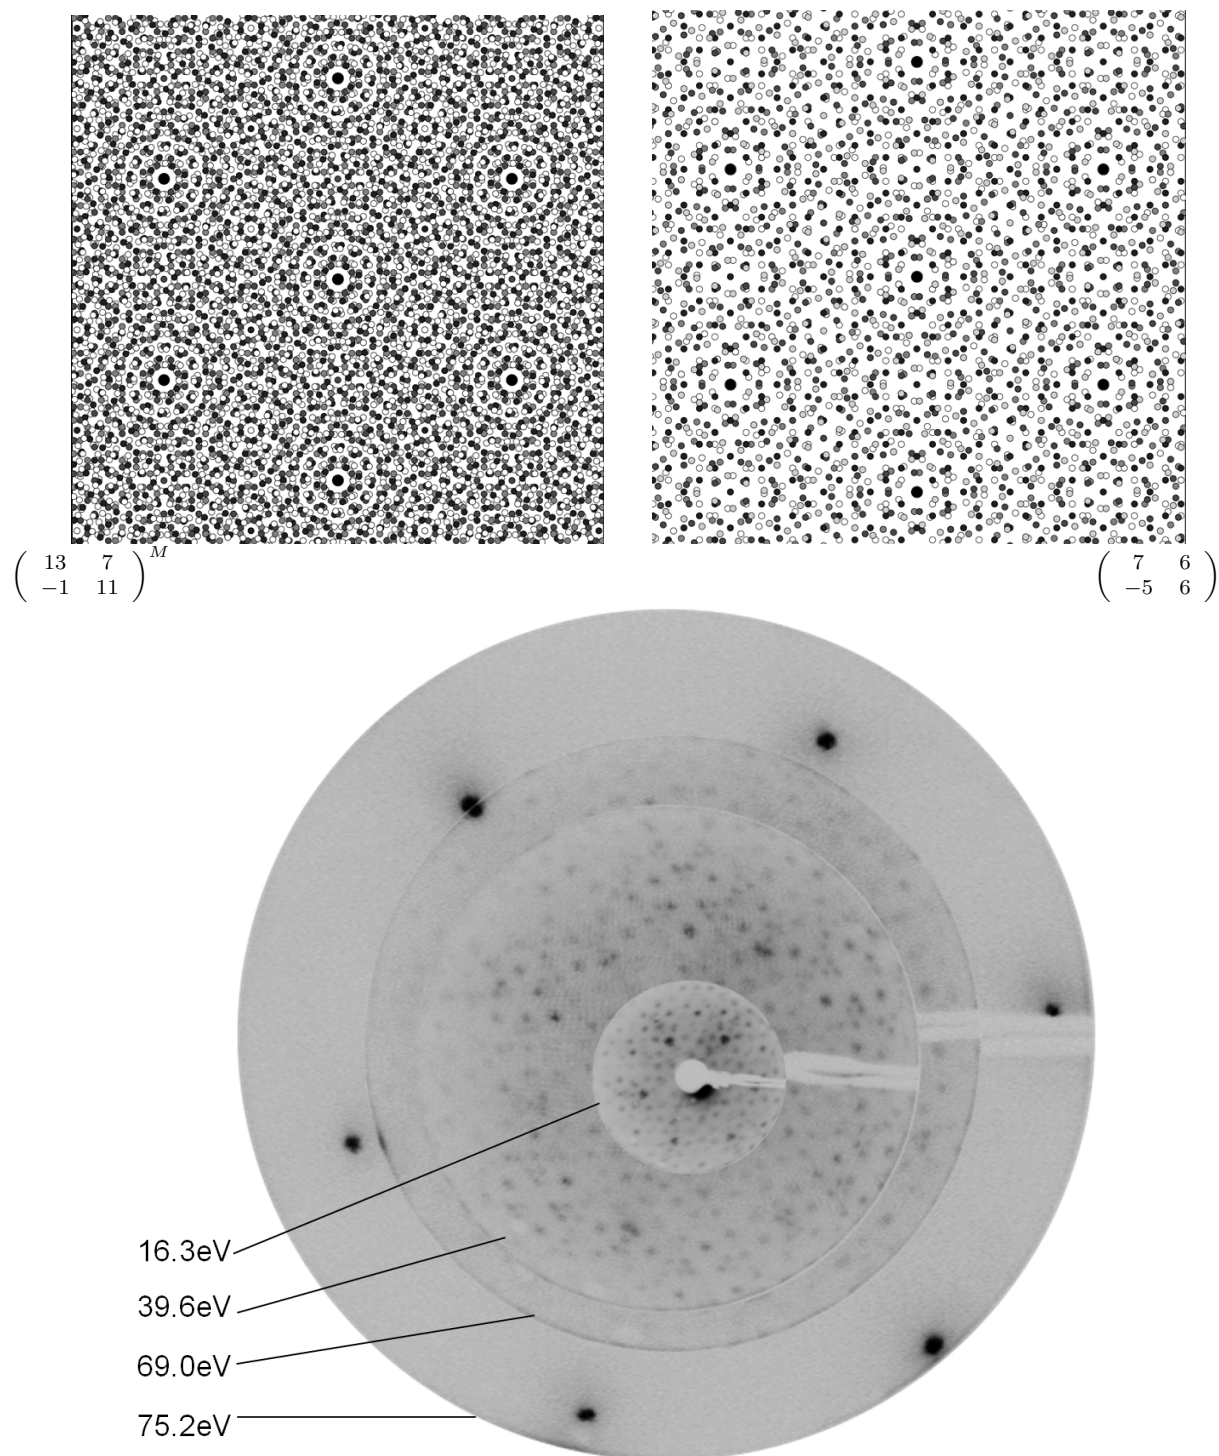 ( 13 7 ) M
( −1 11 )
( 7 6 )
( −5 6 )
16.3eV
39.6eV
69.0eV
75.2eV